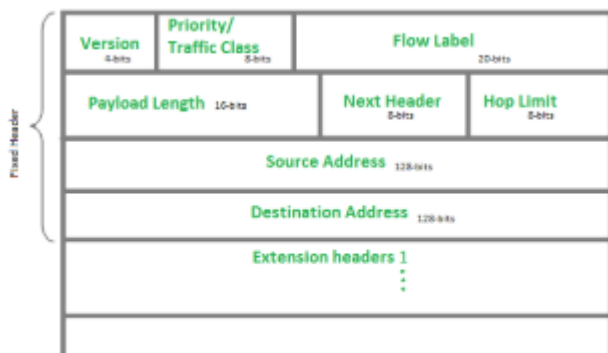 Version
4-bits
Priority/
Traffic Class
8-bits
Flow Label
20-bits
Payload Length 16-bits
Next Header
8-bits
Hop Limit
8-bits
Source Address 128-bits
Destination Address 128-bits
Extension headers 1
Fixed Header